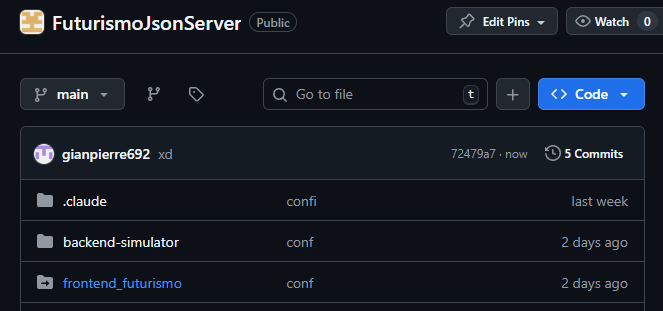 FuturismoJsonServer Public Edit Pins Watch 0
main Go to file t Code
gianpierre692 xd 72479a7 · now 5 Commits
.claude confi last week
backend-simulator conf 2 days ago
frontend_futurismo conf 2 days ago